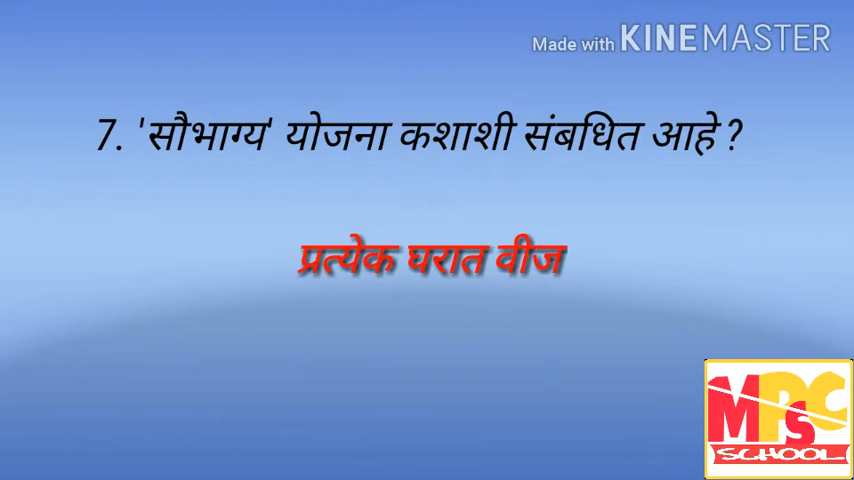 Made with KINEMASTER
7. 'सौभाग्य' योजना कशाशी संबधित आहे ?
प्रत्येक घरात वीज
MPSC
SCHOOL